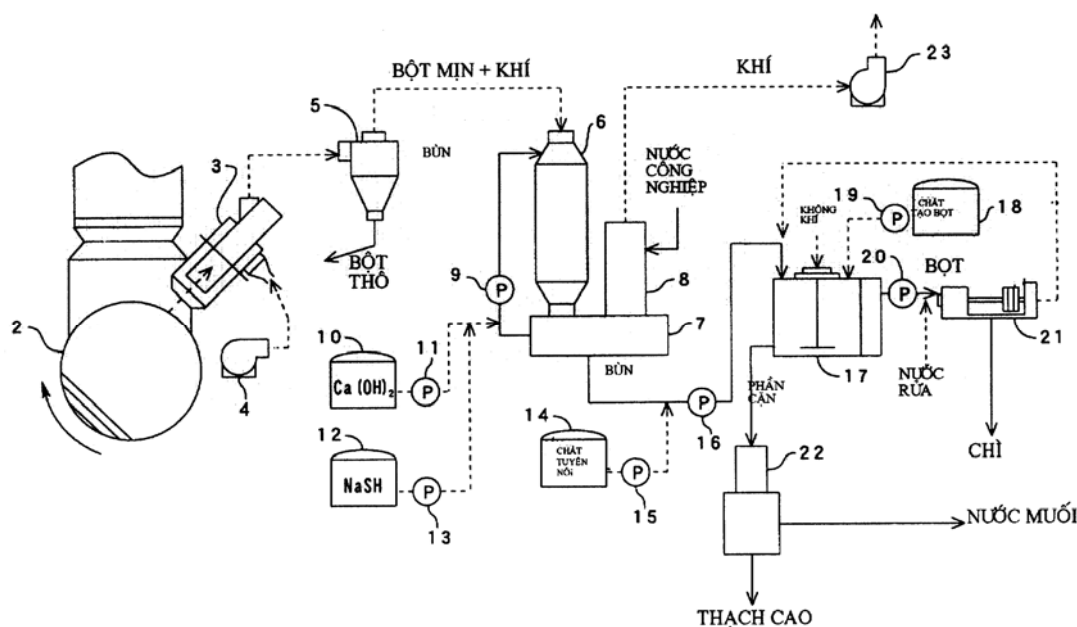 BỘT MỊN + KHÍ
KHÍ
23
5
6
BÙN
NƯỚC
CÔNG
NGHIỆP
3
19
P
CHẤT
TẠO BỌT
18
KHÔNG
KHÍ
BỘT
THÔ
9
P
8
20
P
BỌT
2
7
21
10
11
Ca (OH)₂
P
BÙN
17
NƯỚC
RỬA
4
PHẦN
CẶN
P
16
14
12
CHẤT
TUYỂN
NỔI
P
15
22
CHÌ
NaSH
P
13
NƯỚC MUỐI
THẠCH CAO